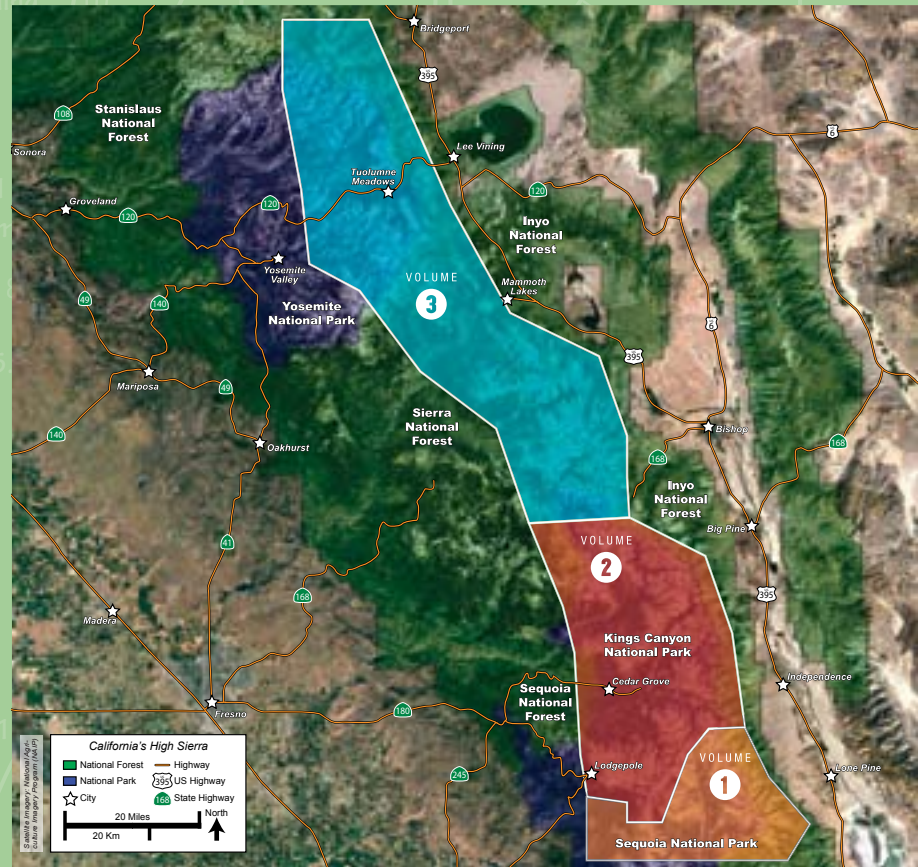 Bridgeport
395
108
Stanislaus
National
Forest
Sonora
6
Lee Vining
Tuolumne
Meadows
120
Groveland
120
120
Inyo
National
Forest
Yosemite
Valley
VOLUME
3
Mammoth
Lakes
49
140
Yosemite
National Park
6
395
Mariposa
49
Sierra
National
Forest
140
Oakhurst
Bishop
168
168
Inyo
National
Forest
Big Pine
41
VOLUME
2
168
395
Madera
Kings Canyon
National Park
Cedar Grove
Independence
Sequoia
National
Forest
Fresno
180
VOLUME
1
Lodgepole
Lone Pine
245
Sequoia National Park
California's High Sierra
National Forest
Highway
National Park
395
US Highway
City
168
State Highway
20 Miles
20 Km
North
Satellite Imagery: National Agri-
culture Imagery Program (NAIP)